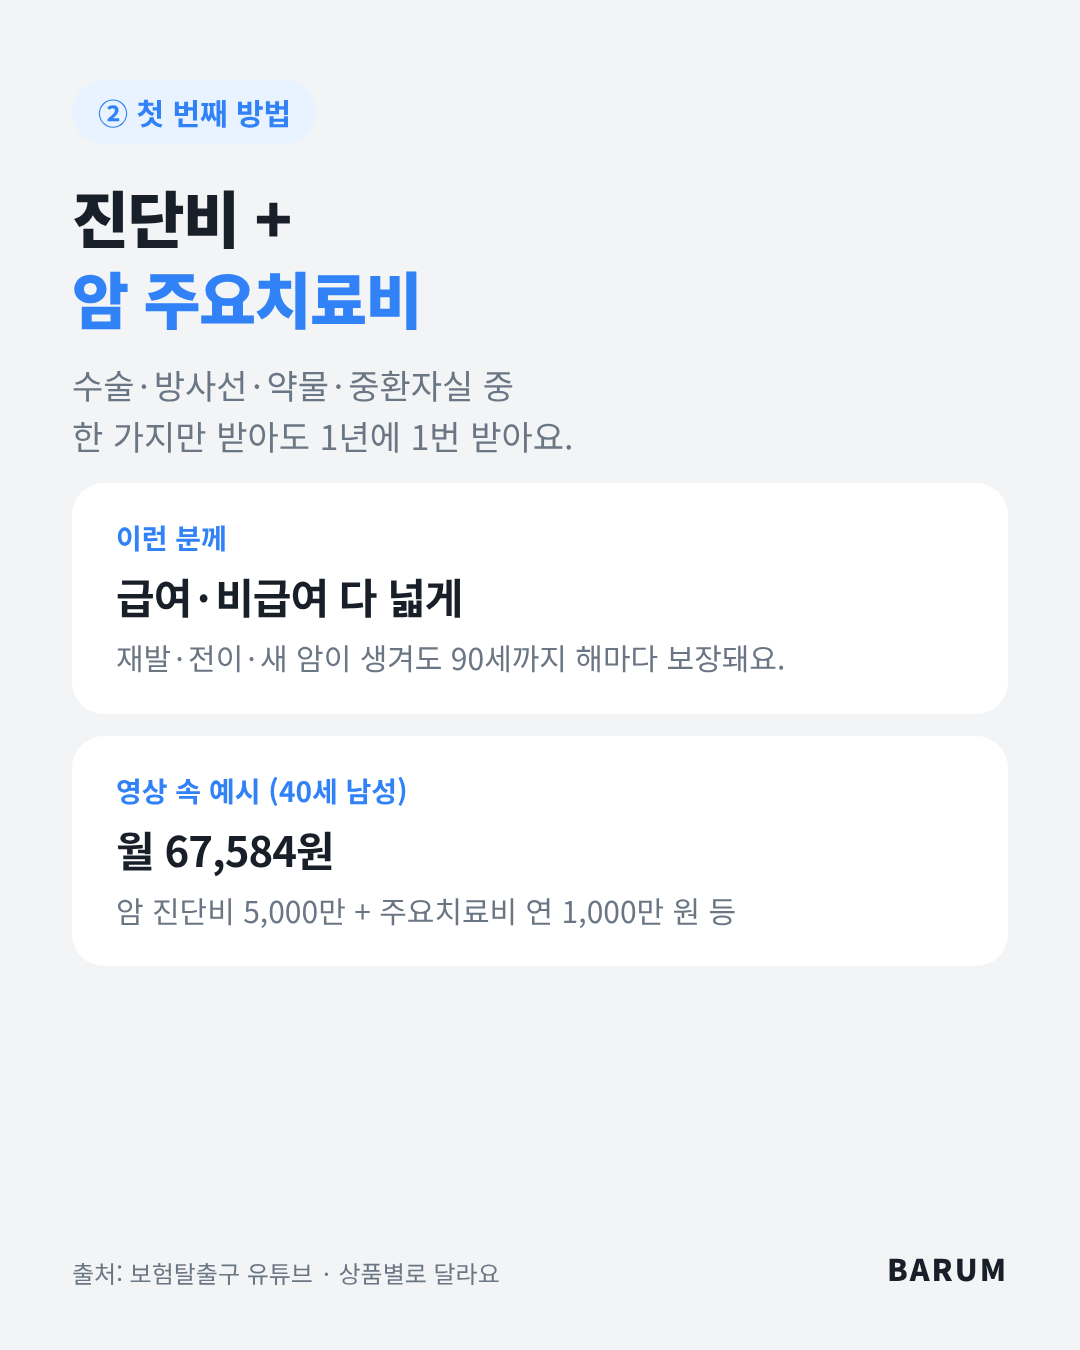 ② 첫 번째 방법
진단비 +
암 주요치료비
수술·방사선·약물·중환자실 중
한 가지만 받아도 1년에 1번 받아요.
이런 분께
급여·비급여 다 넓게
재발·전이·새 암이 생겨도 90세까지 해마다 보장돼요.
영상 속 예시 (40세 남성)
월 67,584원
암 진단비 5,000만 + 주요치료비 연 1,000만 원 등
출처: 보험탈출구 유튜브 · 상품별로 달라요
BARUM